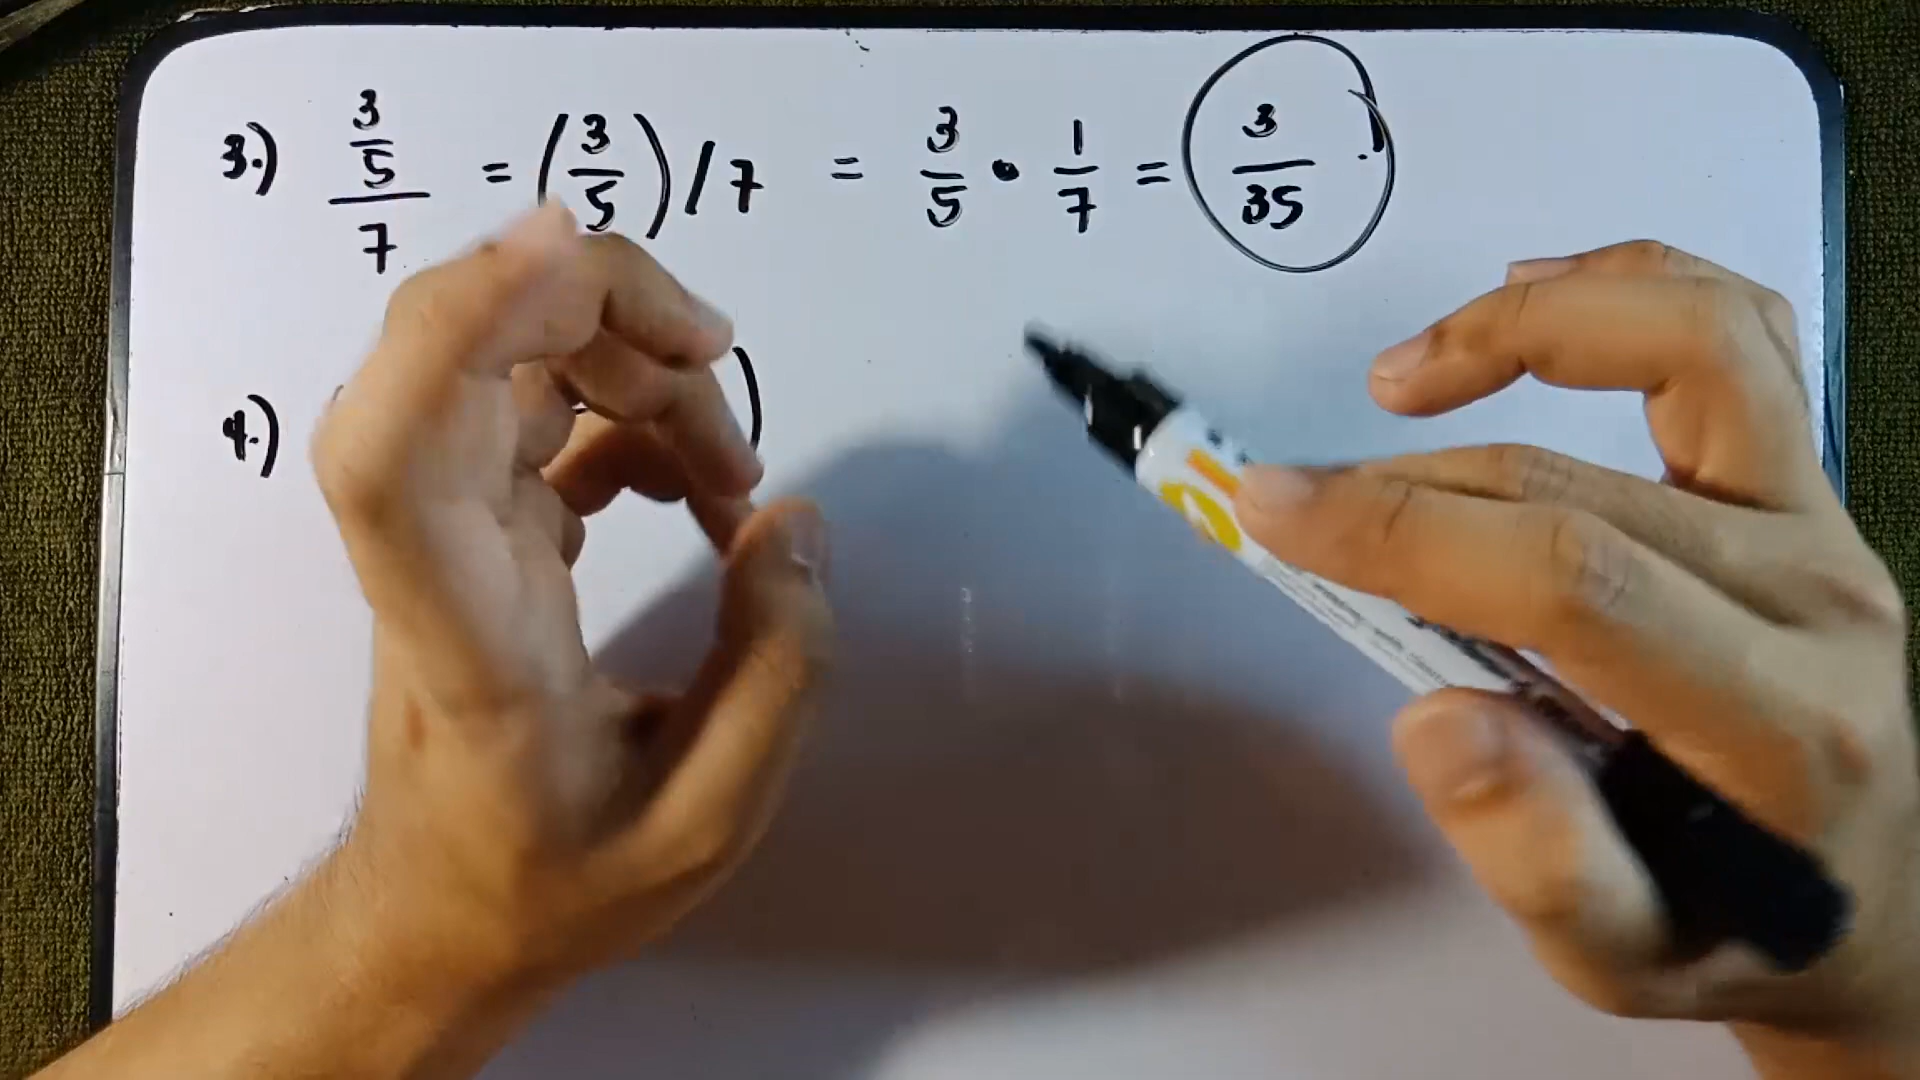 3.) 3/5/7 = (3/5)/7 = 3/5 • 1/7 = 3/35 !
4.) )